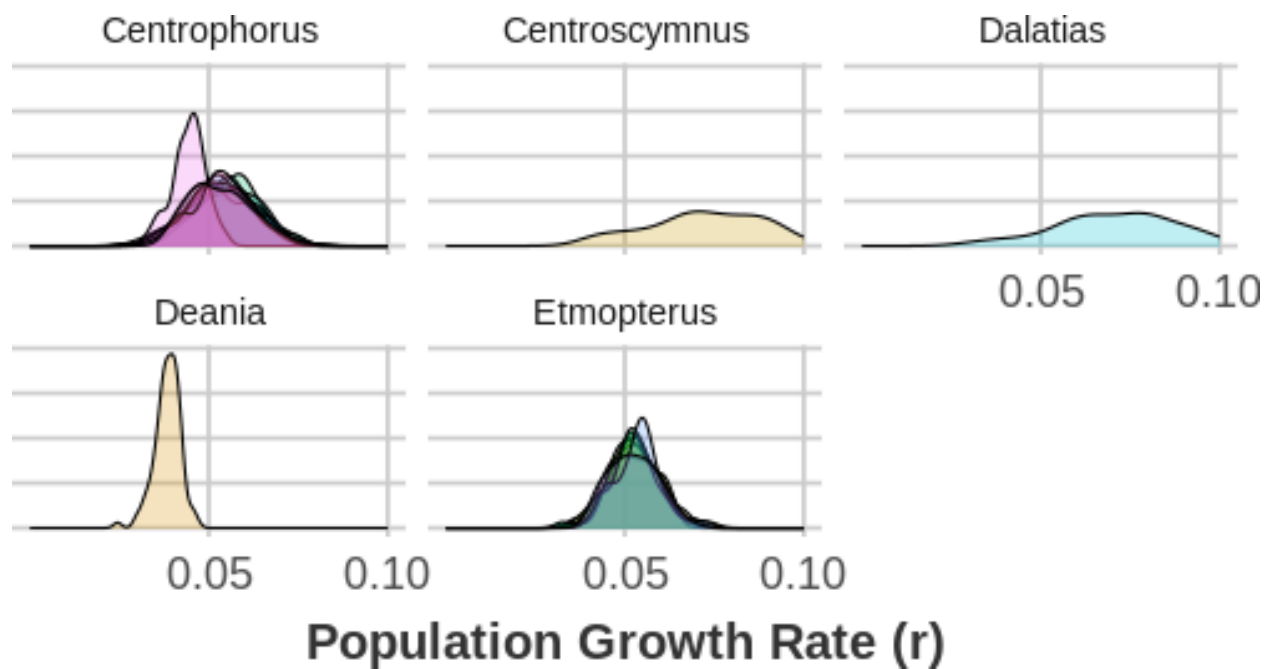 Centrophorus Centroscymnus Dalatias
0.05 0.10
Deania Etmopterus
0.05 0.10 0.05 0.10
Population Growth Rate (r)